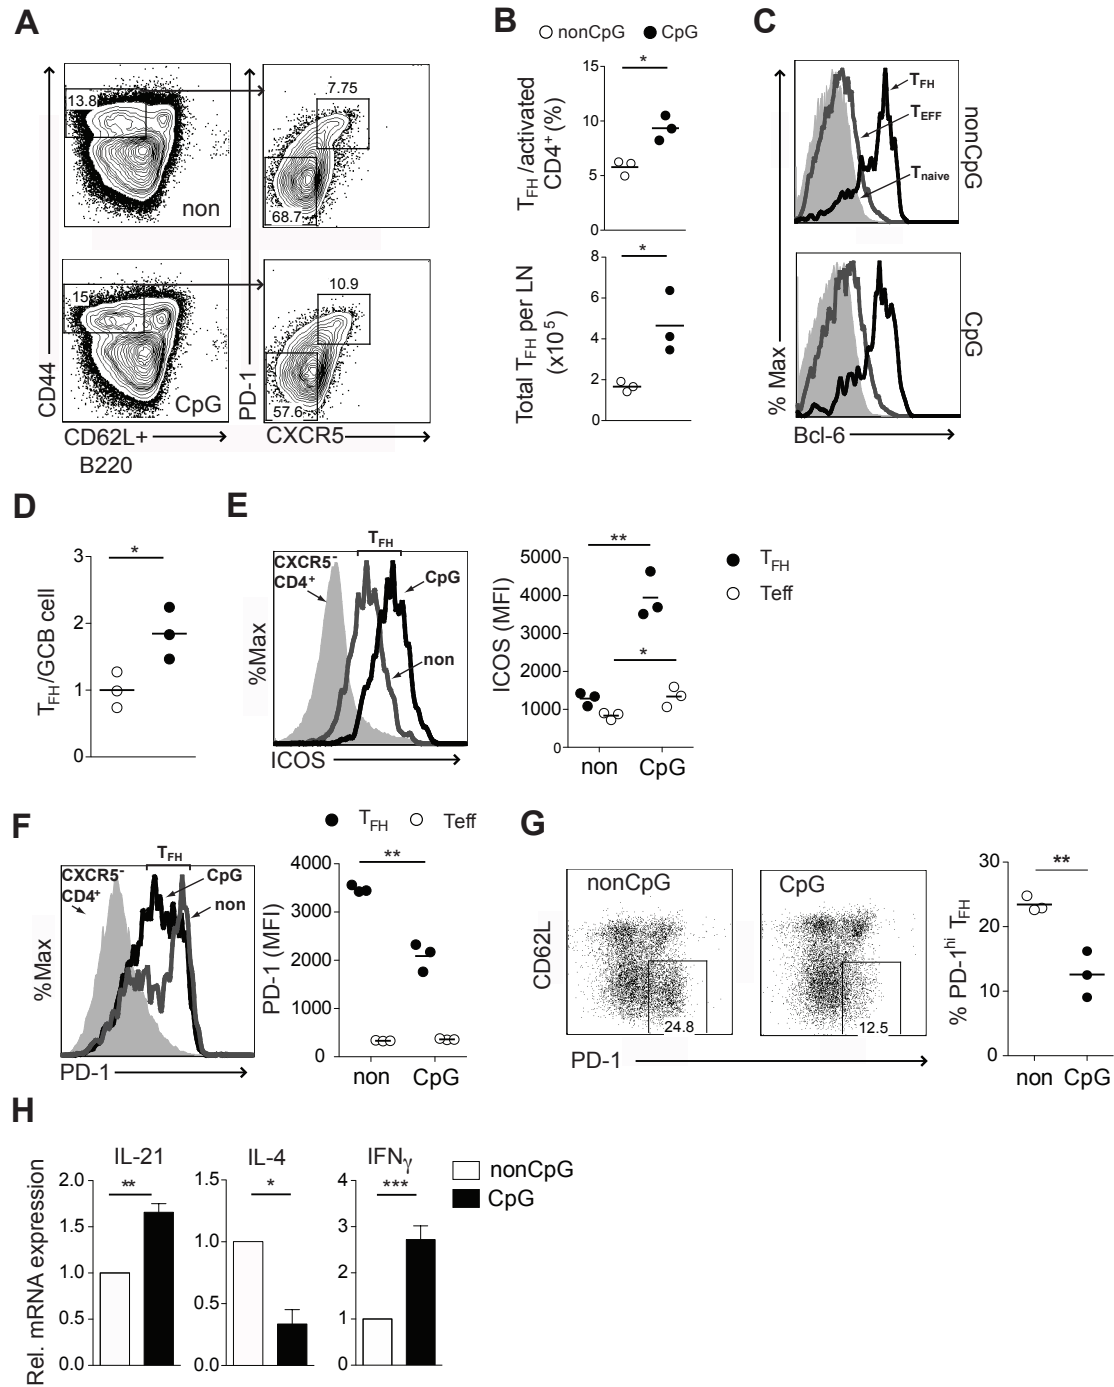 A
13.8
non
7.75
68.7
15
CpG
10.9
57.6
CD44
PD-1
CD62L+
B220
CXCR5
B
nonCpG CpG
TFH/activated
CD4+ (%)
15
10
5
0
*
Total TFH per LN
(x10 5)
8
6
4
2
0
*
C
TFH
TEFF
Tnaive
nonCpG
CpG
% Max
Bcl-6
D
TFH/GCB cell
3
2
1
0
*
E
TFH
CXCR5-
CD4+
CpG
non
%Max
ICOS
ICOS (MFI)
5000
4000
3000
2000
1000
0
**
*
non CpG
TFH
Teff
F
TFH Teff
TFH
CXCR5-
CD4+
CpG
non
%Max
PD-1
PD-1 (MFI)
4000
3000
2000
1000
0
**
non CpG
G
nonCpG
CpG
24.8
12.5
CD62L
PD-1
% PD-1hi TFH
30
20
10
0
**
non CpG
H
Rel. mRNA expression
IL-21
2.0
1.5
1.0
0.5
0.0
**
IL-4
1.5
1.0
0.5
0.0
*
IFNγ
4
3
2
1
0
***
nonCpG
CpG